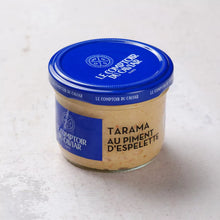 LE COMPTOIR
DU CAVIAR
LE COMPTOIR DU CAVIAR
LE COMPTOIR
DU CAVIAR
TARAMA
AU PIMENT
D'ESPELETTE